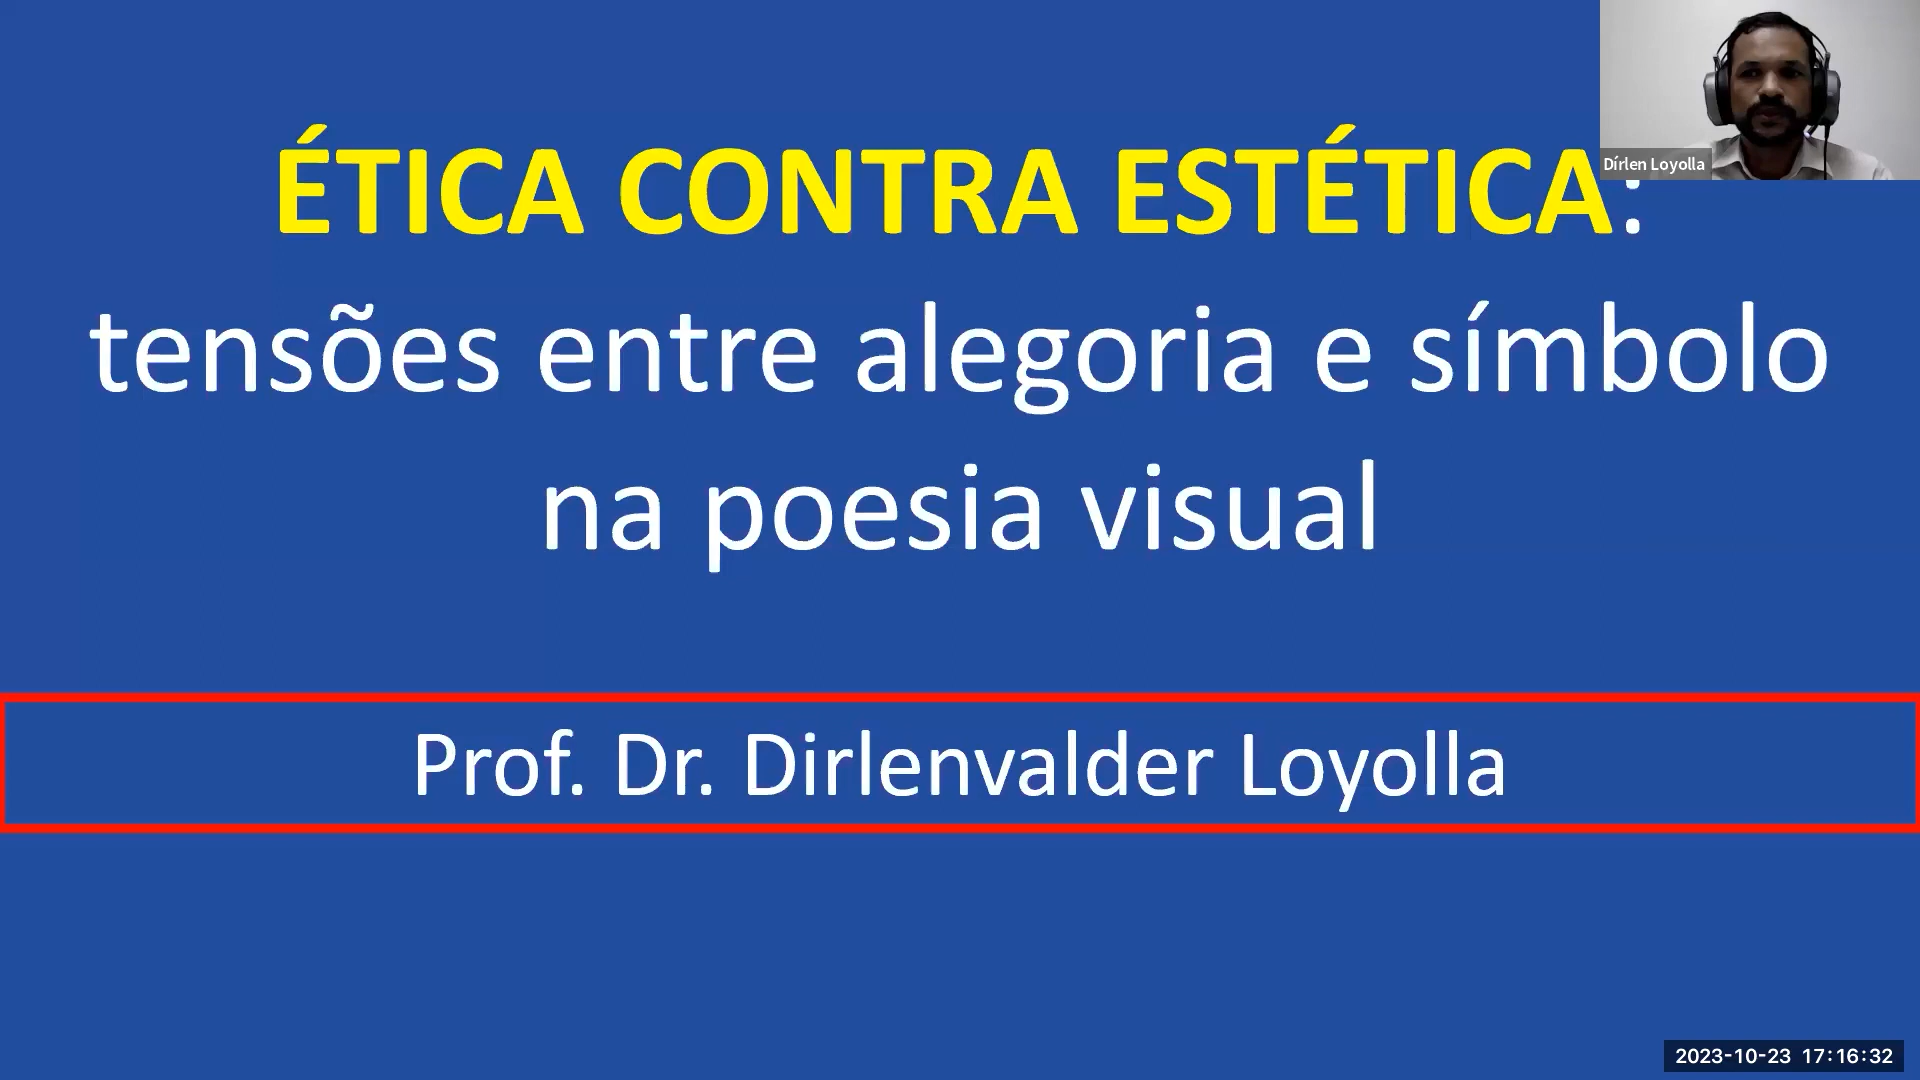 ÉTICA CONTRA ESTÉTICA:
tensões entre alegoria e símbolo
na poesia visual
Prof. Dr. Dirlenvalder Loyolla
Dírlen Loyolla
2023-10-23 17:16:32